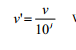 v' = v/10^j